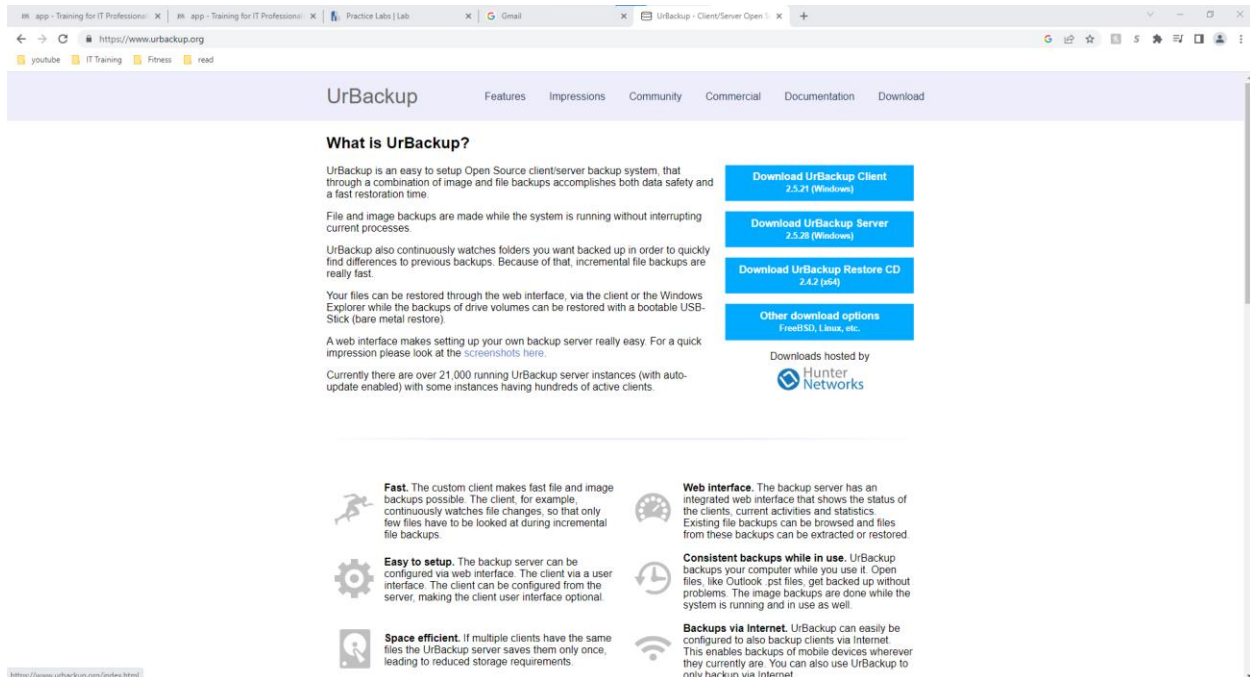 app - Training for IT Professional
app - Training for IT Professional
Practice Labs | Lab
Gmail
UrBackup - Client/Server Open S
https://www.urbackup.org
youtube
IT Training
Fitness
read
UrBackup
Features
Impressions
Community
Commercial
Documentation
Download
What is UrBackup?
UrBackup is an easy to setup Open Source client/server backup system, that
through a combination of image and file backups accomplishes both data safety and
a fast restoration time.
File and image backups are made while the system is running without interrupting
current processes.
UrBackup also continuously watches folders you want backed up in order to quickly
find differences to previous backups. Because of that, incremental file backups are
really fast.
Your files can be restored through the web interface, via the client or the Windows
Explorer while the backups of drive volumes can be restored with a bootable USB-
Stick (bare metal restore).
A web interface makes setting up your own backup server really easy. For a quick
impression please look at the screenshots here.
Currently there are over 21,000 running UrBackup server instances (with auto-
update enabled) with some instances having hundreds of active clients.
Download UrBackup Client
2.5.21 (Windows)
Download UrBackup Server
2.5.28 (Windows)
Download UrBackup Restore CD
2.4.2 (x64)
Other download options
FreeBSD, Linux, etc.
Downloads hosted by
Hunter
Networks
Fast. The custom client makes fast file and image
backups possible. The client, for example,
continuously watches file changes, so that only
few files have to be looked at during incremental
file backups.
Web interface. The backup server has an
integrated web interface that shows the status of
the clients, current activities and statistics.
Existing file backups can be browsed and files
from these backups can be extracted or restored.
Easy to setup. The backup server can be
configured via web interface. The client via a user
interface. The client can be configured from the
server, making the client user interface optional.
Consistent backups while in use. UrBackup
backups your computer while you use it. Open
files, like Outlook .pst files, get backed up without
problems. The image backups are done while the
system is running and in use as well.
Space efficient. If multiple clients have the same
files the UrBackup server saves them only once,
leading to reduced storage requirements.
Backups via Internet. UrBackup can easily be
configured to also backup clients via Internet.
This enables backups of mobile devices wherever
they currently are. You can also use UrBackup to
only backup via Internet.
https://www.urbackup.org/index.html